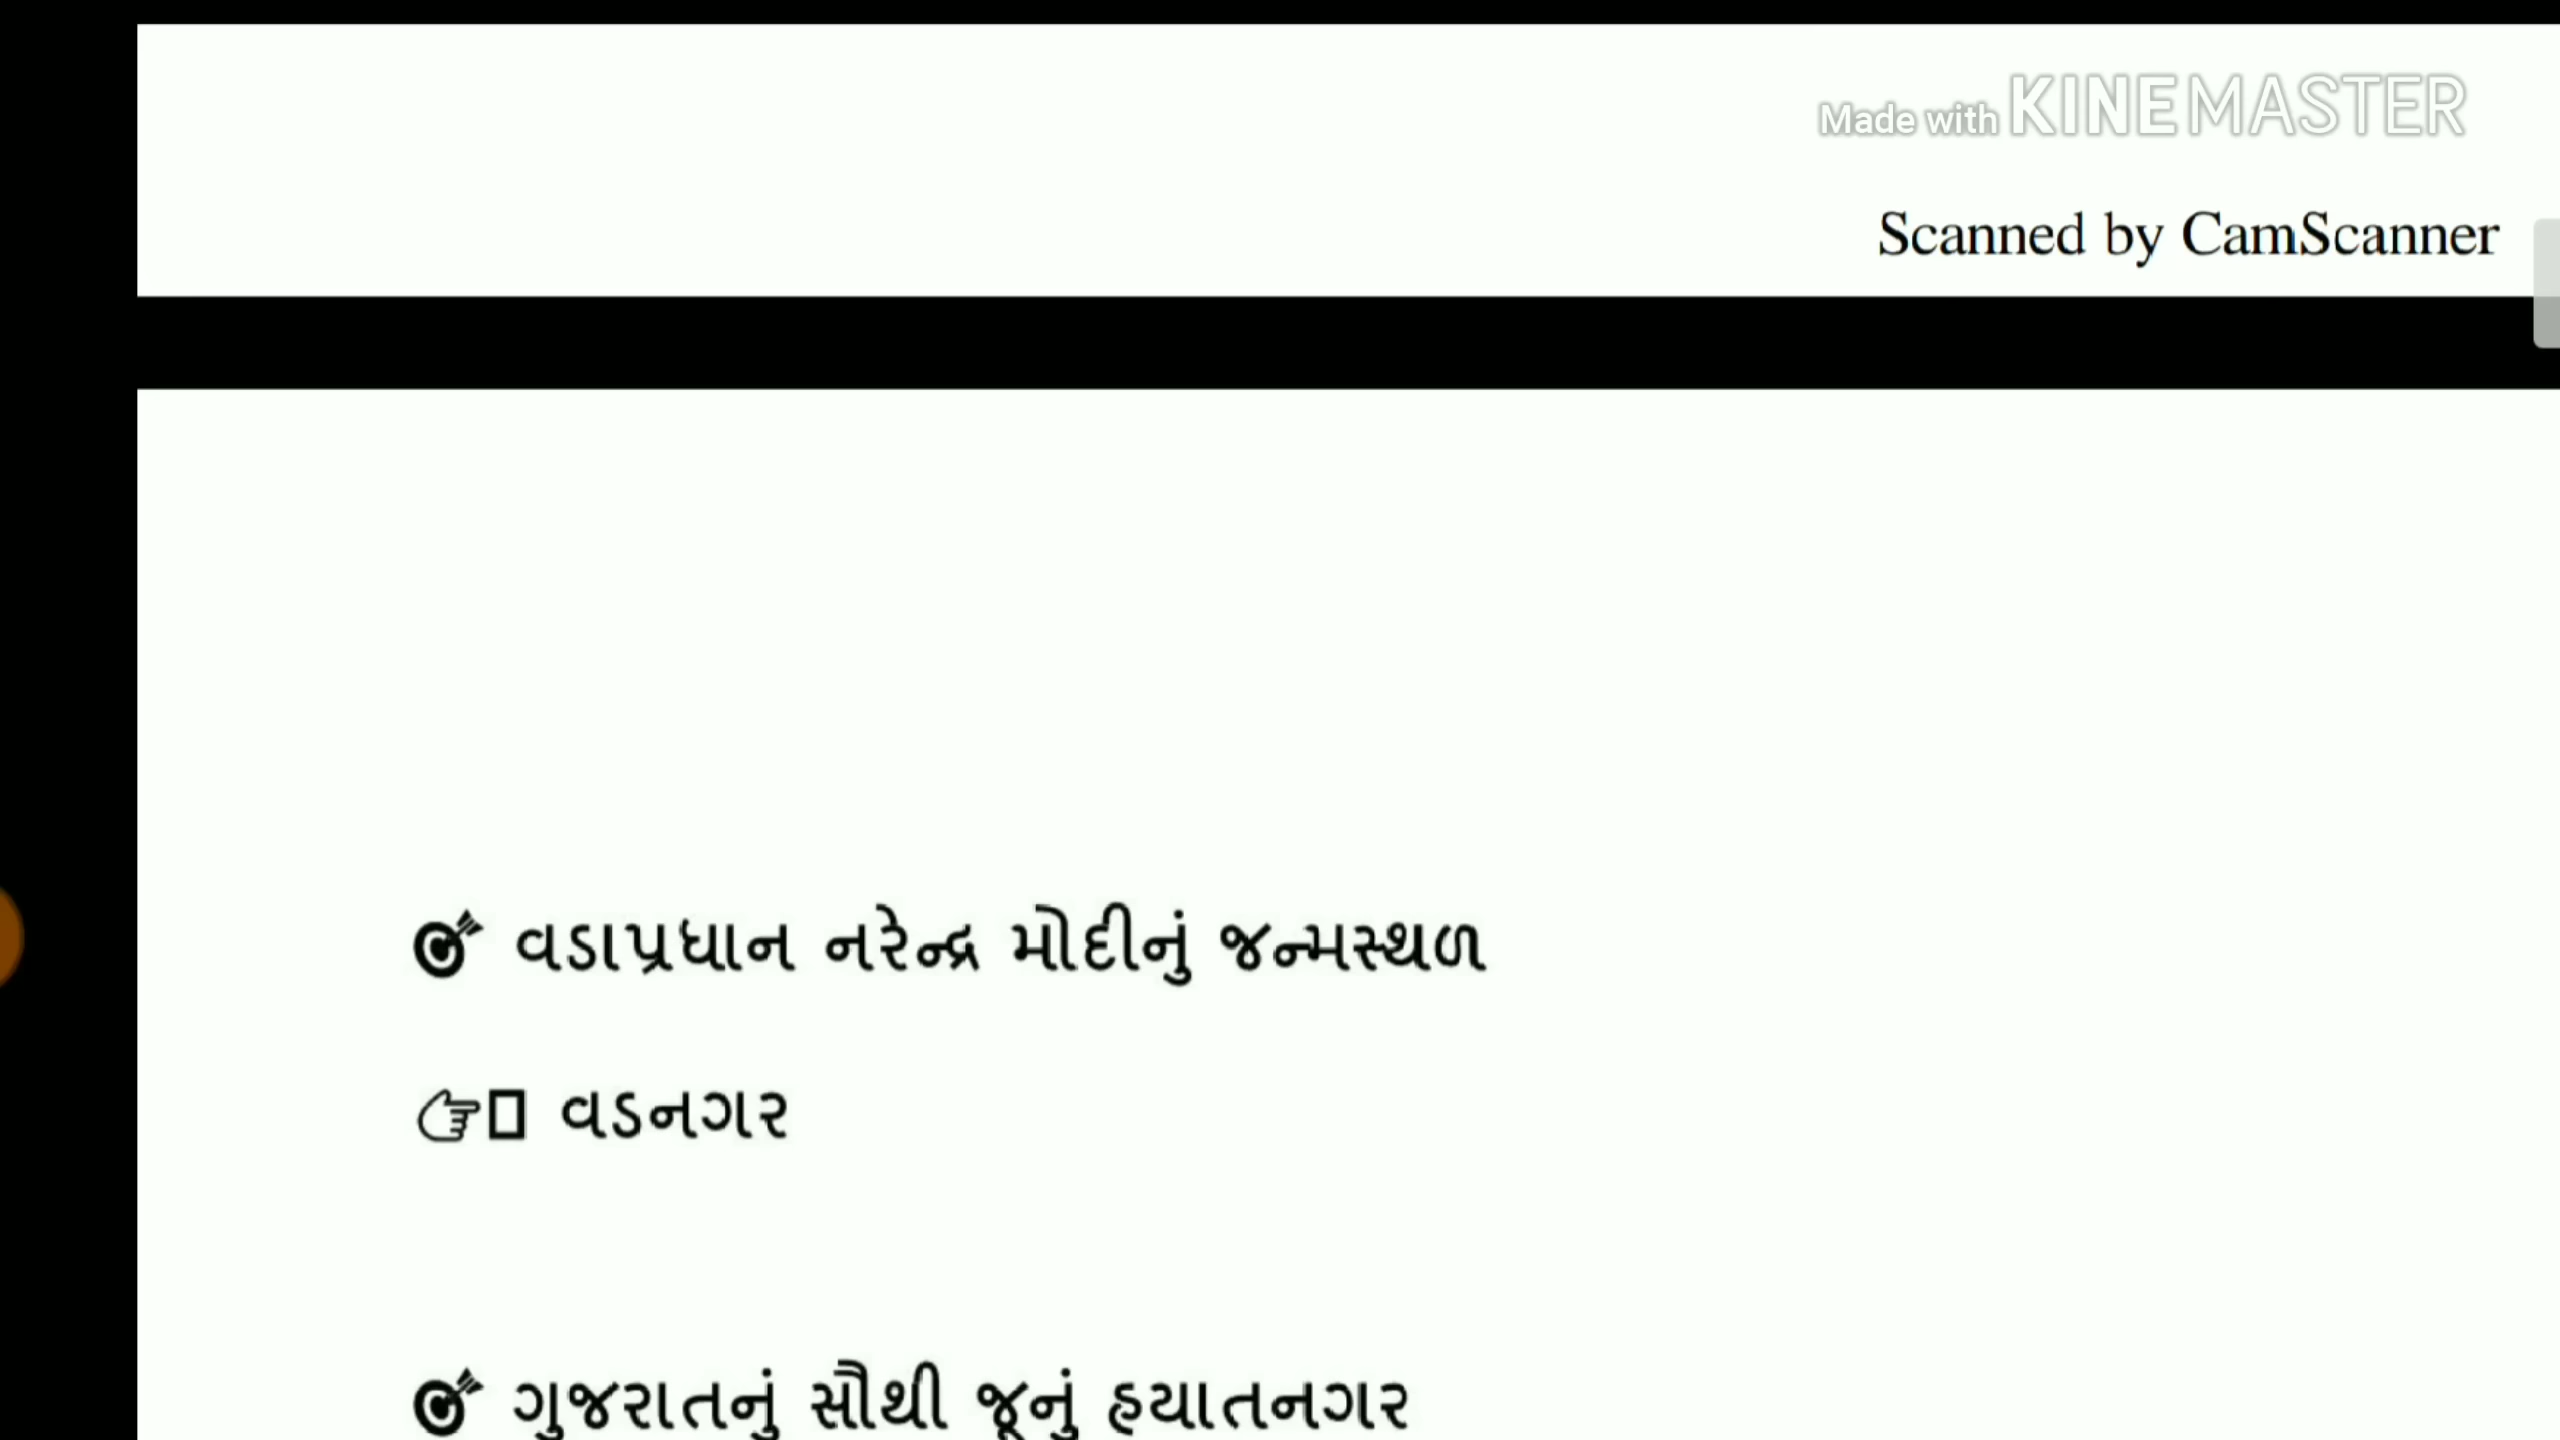 Made with KINEMASTER
Scanned by CamScanner
🎯 વડાપ્રધાન નરેન્દ્ર મોદીનું જન્મસ્થળ
👉▯ વડનગર
🎯 ગુજરાતનું સૌથી જૂનું હયાતનગર